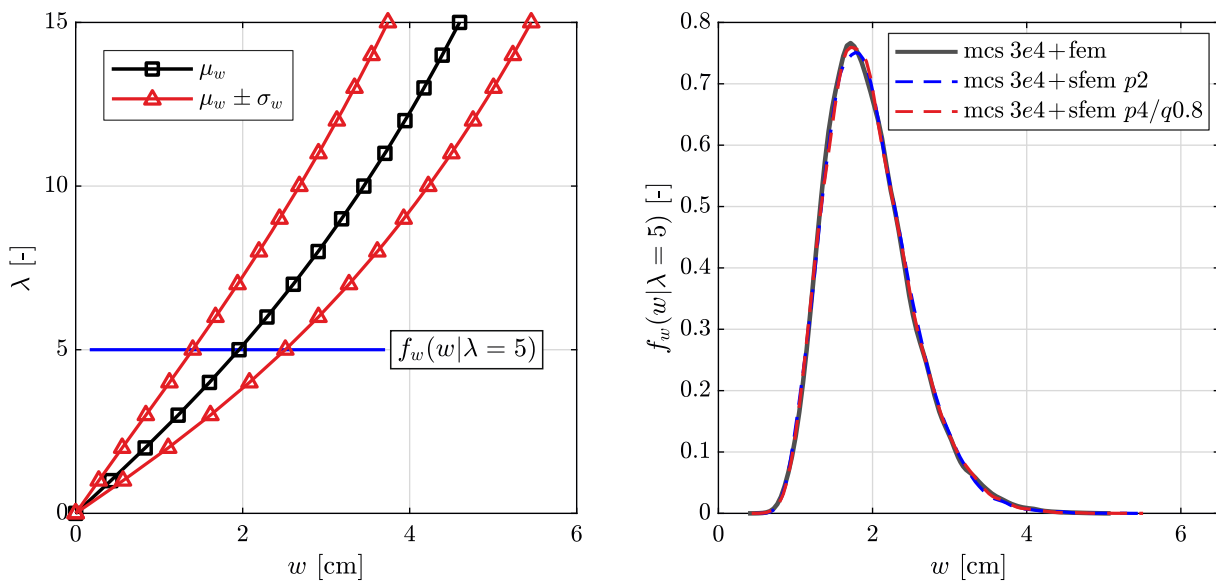 15
10
5
0
0
2
4
6
λ [-]
w [cm]
μ_w
μ_w ± σ_w
f_w(w|λ = 5)
0.8
0.7
0.6
0.5
0.4
0.3
0.2
0.1
0
0
2
4
6
f_w(w|λ = 5) [-]
w [cm]
mcs 3e4+fem
mcs 3e4+sfem p2
mcs 3e4+sfem p4/q0.8